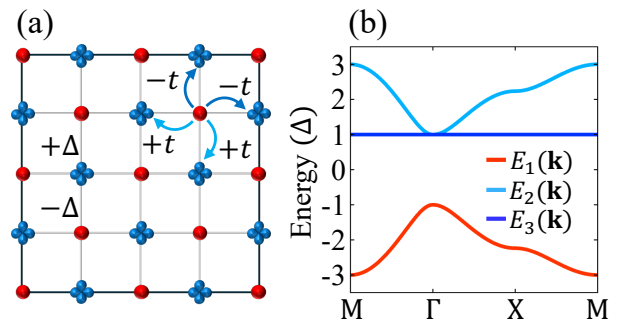 (a)
−t
−t
+t
+t
+Δ
−Δ
(b)
Energy (Δ)
3
2
1
0
-1
-2
-3
E₁(k)
E₂(k)
E₃(k)
M Γ X M